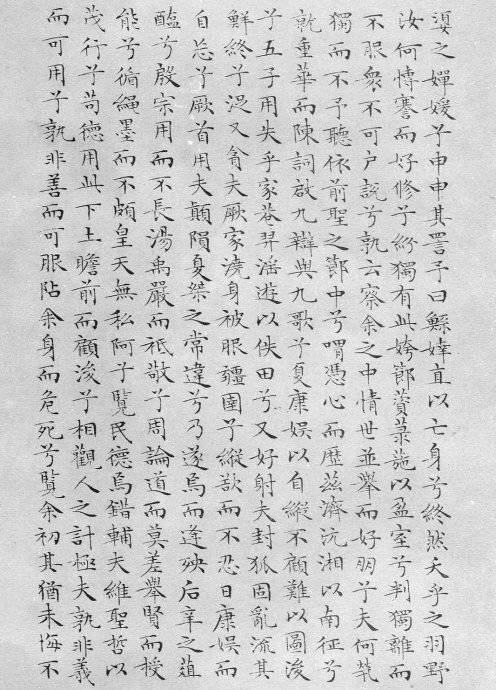 媭之嬋媛兮申申其詈予曰鯀婞直以亡身兮終然夭乎之羽野
汝何博謇而好修兮紛獨有此姱節薋菉葹以盈室兮判獨離而
不服衆不可户說兮孰云察余之中情世並舉而好朋兮夫何煢
獨而不予聽依前聖之節中兮喟憑心而歷茲濟沅湘以南征兮
就重華而陳詞啟九辯與九歌兮夏康娛以自縱不顧難以圖後
兮五子用失乎家巷羿滛遊以佚田兮又好射夫封狐固亂流其
鮮終兮浞又貪夫厥家澆身被服彊圉兮縱欲而不忍日康娛而
自忘兮厥首用夫顛隕夏桀之常違兮乃遂焉而逢殃后辛之葅
醢兮殷宗用而不長湯禹嚴而祗敬兮周論道而莫差舉賢而授
能兮循繩墨而不頗皇天無私阿兮覽民德焉錯輔夫維聖哲以
茂行兮苟德用此下土瞻前而顧後兮相觀人之計極夫孰非義
而可用兮孰非善而可服阽余身而危死兮覽余初其猶未悔不